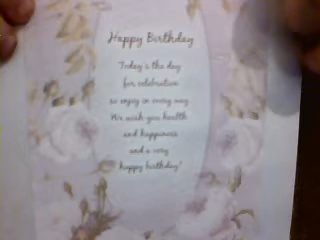 Happy Birthday
Today's the day
for celebration
so enjoy in every way
We wish you health
and happiness
and a very
happy birthday!